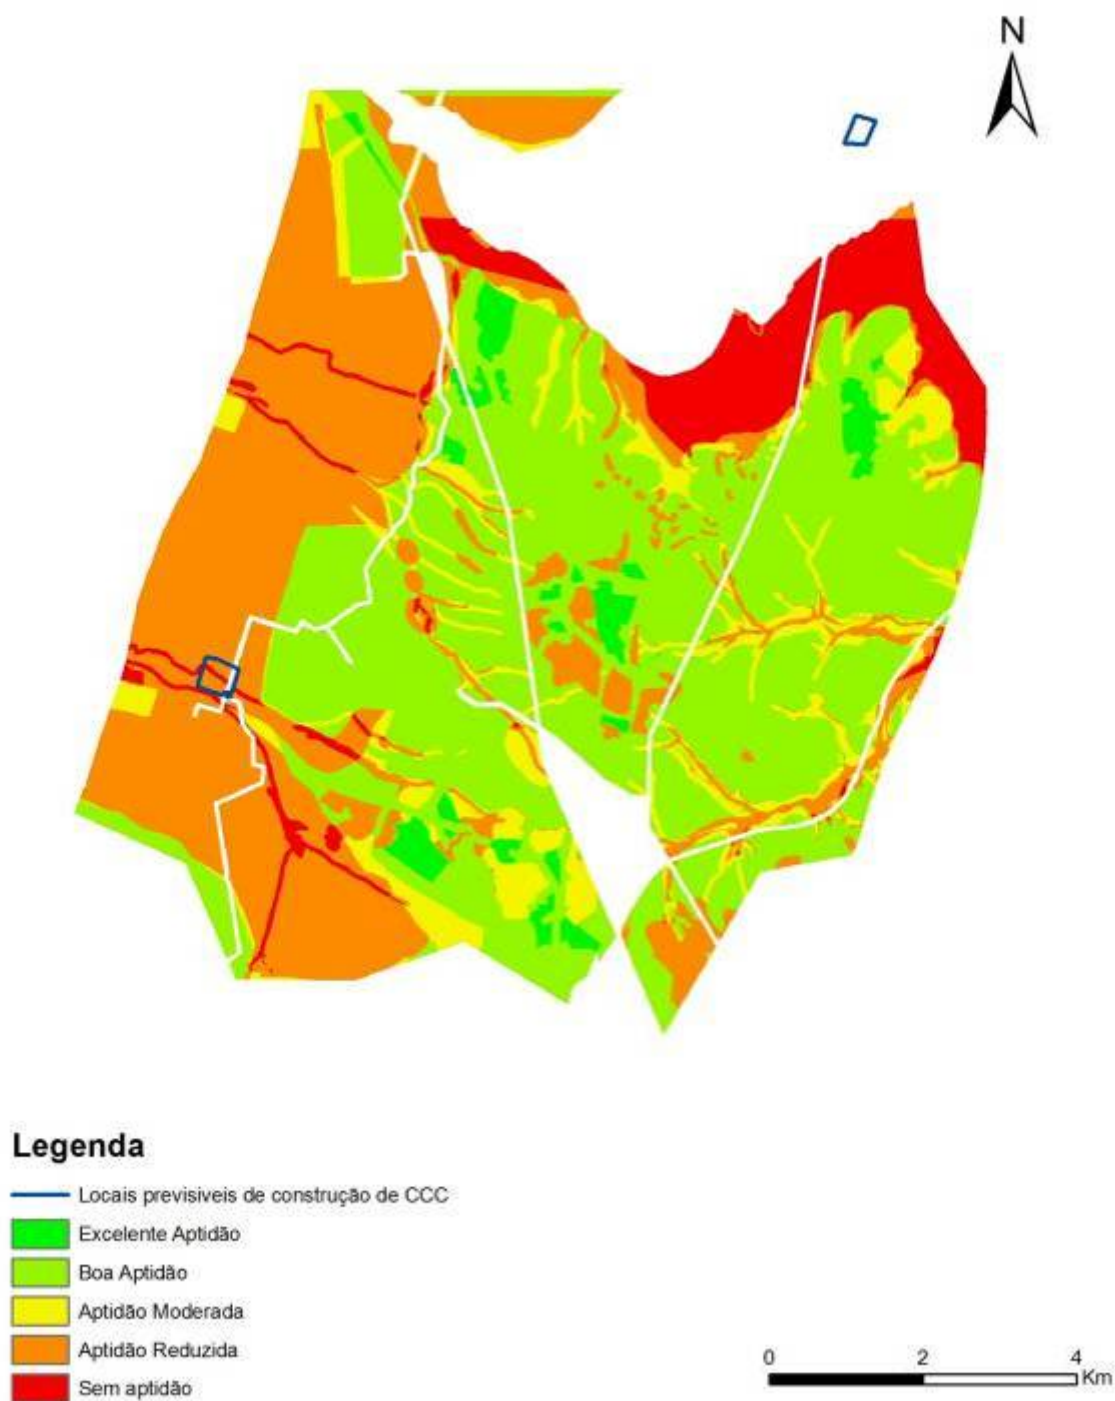 N
Legenda
Locais previsiveis de construção de CCC
Excelente Aptidão
Boa Aptidão
Aptidão Moderada
Aptidão Reduzida
Sem aptidão
0 2 4
Km